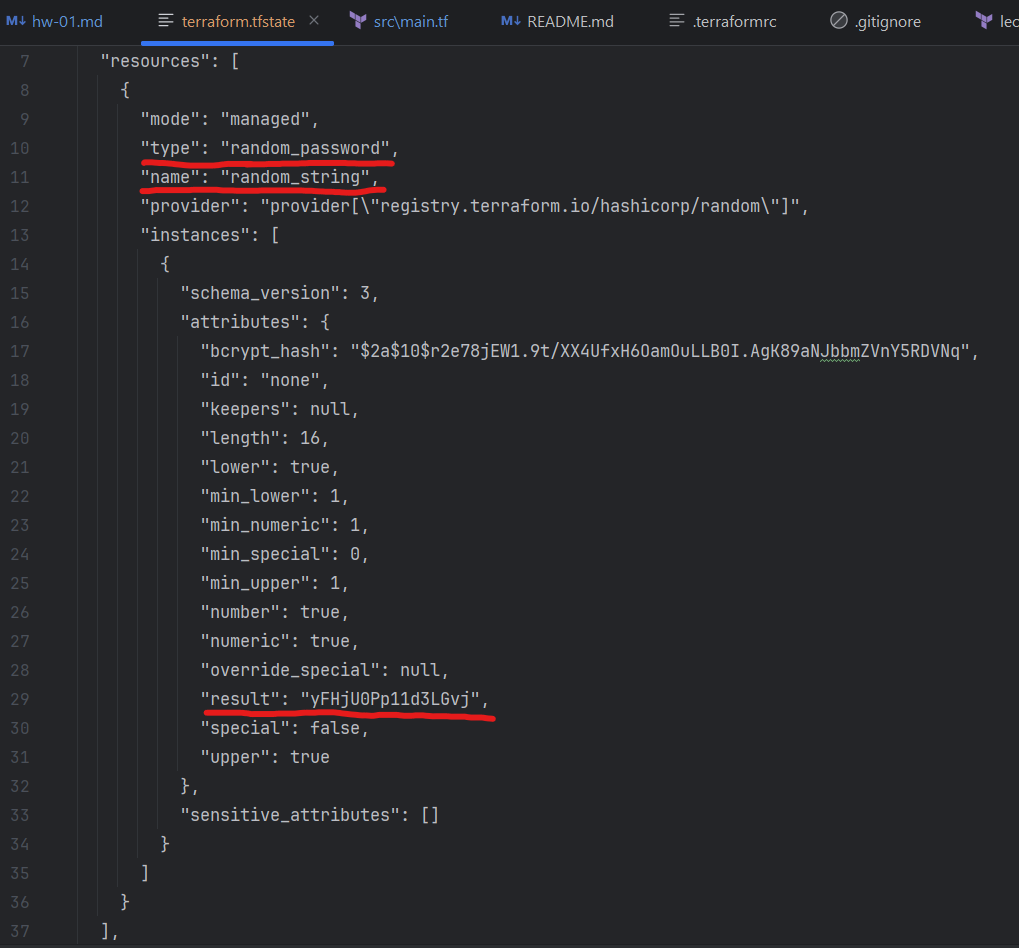 M↓ hw-01.md terraform.tfstate × src\main.tf M↓ README.md .terraformrc .gitignore lec
7 "resources": [
8 {
9 "mode": "managed",
10 "type": "random_password",
11 "name": "random_string",
12 "provider": "provider[\"registry.terraform.io/hashicorp/random\"]",
13 "instances": [
14 {
15 "schema_version": 3,
16 "attributes": {
17 "bcrypt_hash": "$2a$10$r2e78jEW1.9t/XX4UfxH6OamOuLLB0I.AgK89aNJbbmZVnY5RDVNq",
18 "id": "none",
19 "keepers": null,
20 "length": 16,
21 "lower": true,
22 "min_lower": 1,
23 "min_numeric": 1,
24 "min_special": 0,
25 "min_upper": 1,
26 "number": true,
27 "numeric": true,
28 "override_special": null,
29 "result": "yFHjU0Pp11d3LGvj",
30 "special": false,
31 "upper": true
32 },
33 "sensitive_attributes": []
34 }
35 ]
36 }
37 ],